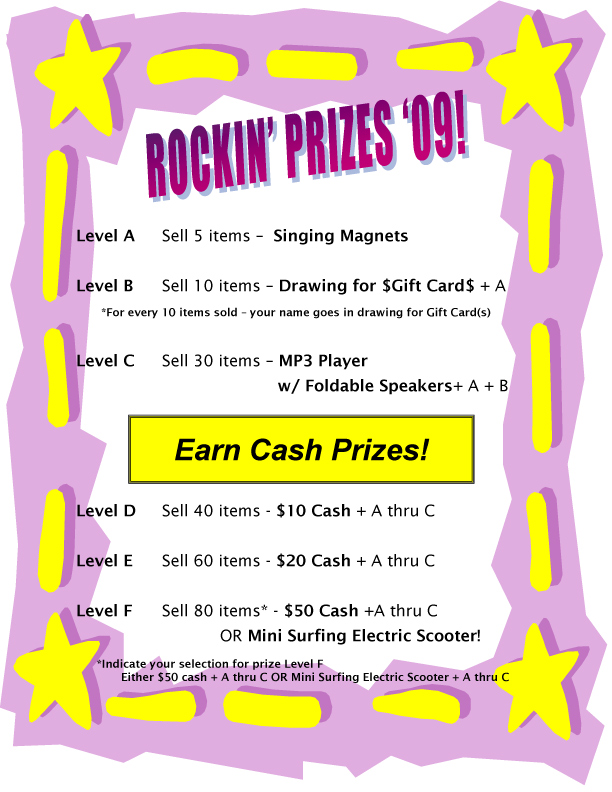 ROCKIN' PRIZES '09!
Level A Sell 5 items – Singing Magnets
Level B Sell 10 items – Drawing for $Gift Card$ + A
*For every 10 items sold – your name goes in drawing for Gift Card(s)
Level C Sell 30 items – MP3 Player
w/ Foldable Speakers+ A + B
Earn Cash Prizes!
Level D Sell 40 items - $10 Cash + A thru C
Level E Sell 60 items - $20 Cash + A thru C
Level F Sell 80 items* - $50 Cash +A thru C
OR Mini Surfing Electric Scooter!
*Indicate your selection for prize Level F
Either $50 cash + A thru C OR Mini Surfing Electric Scooter + A thru C